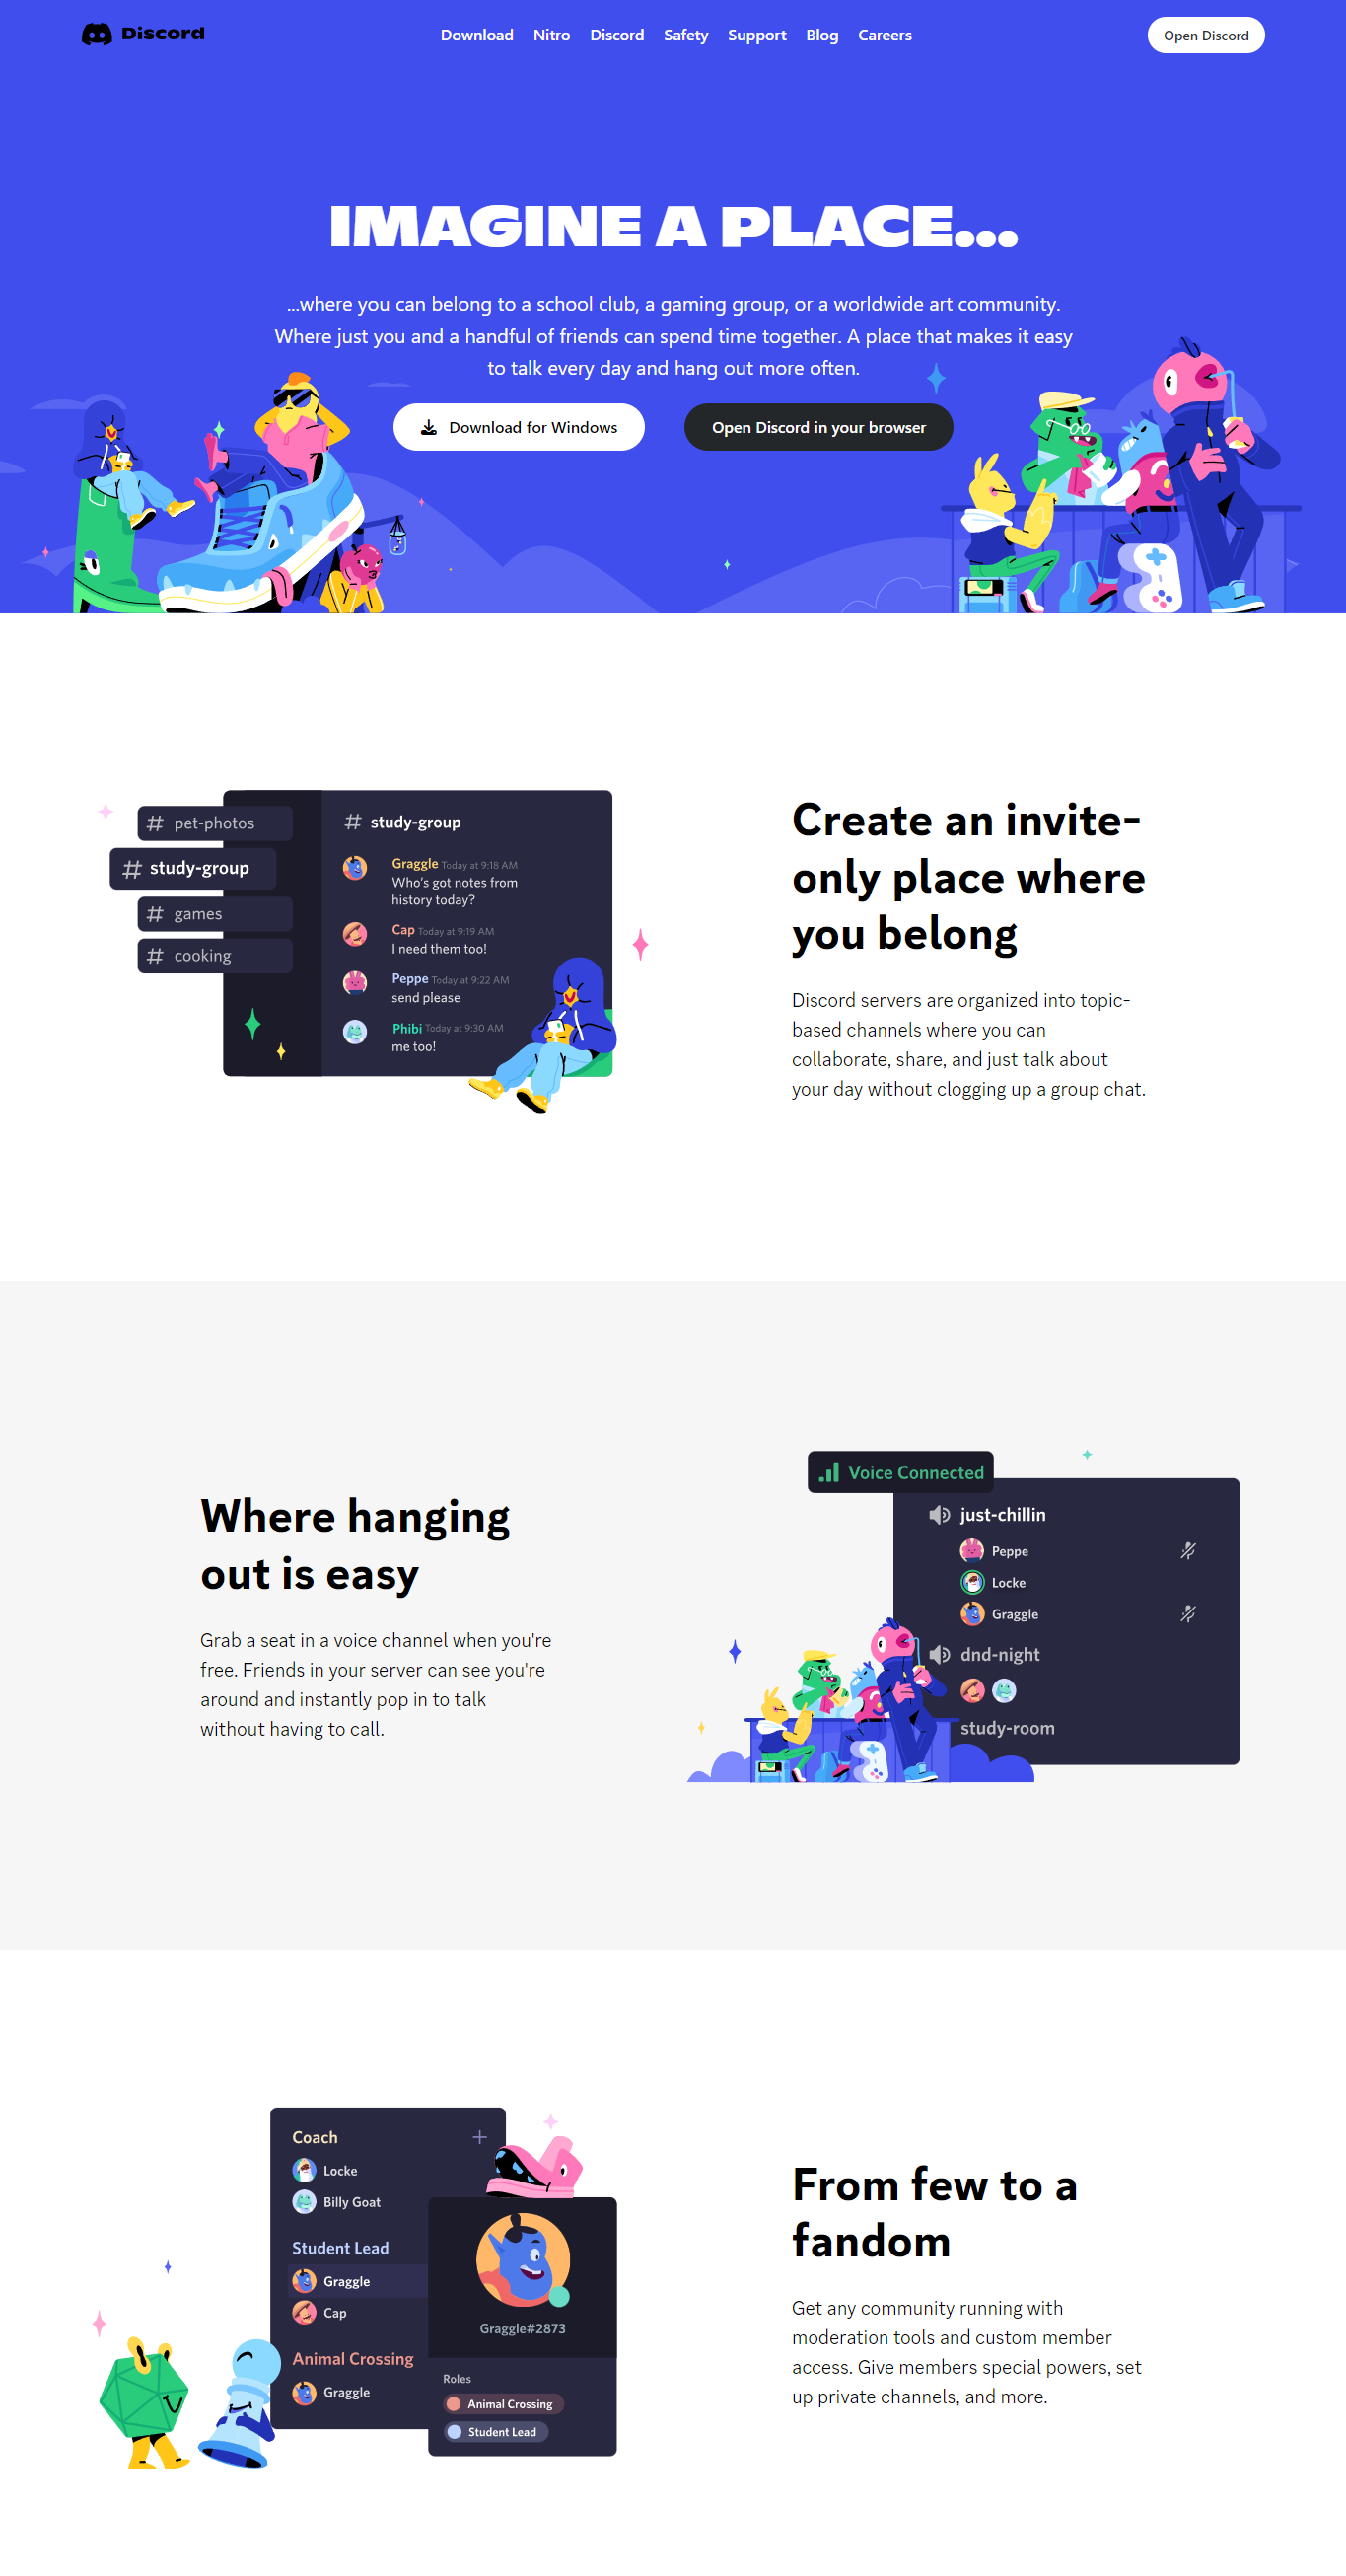 Discord
Download Nitro Discord Safety Support Blog Careers
Open Discord
IMAGINE A PLACE...
...where you can belong to a school club, a gaming group, or a worldwide art community.
Where just you and a handful of friends can spend time together. A place that makes it easy
to talk every day and hang out more often.
Download for Windows
Open Discord in your browser
# pet-photos
# study-group
# games
# cooking
# study-group
Graggle Today at 9:18 AM
Who's got notes from
history today?
Cap Today at 9:19 AM
I need them too!
Peppe Today at 9:22 AM
send please
Phibi Today at 9:30 AM
me too!
Create an invite-
only place where
you belong
Discord servers are organized into topic-
based channels where you can
collaborate, share, and just talk about
your day without clogging up a group chat.
Where hanging
out is easy
Grab a seat in a voice channel when you're
free. Friends in your server can see you're
around and instantly pop in to talk
without having to call.
Voice Connected
just-chillin
Peppe
Locke
Graggle
dnd-night
study-room
Coach
Locke
Billy Goat
Student Lead
Graggle
Cap
Animal Crossing
Graggle
Graggle#2873
Roles
Animal Crossing
Student Lead
From few to a
fandom
Get any community running with
moderation tools and custom member
access. Give members special powers, set
up private channels, and more.